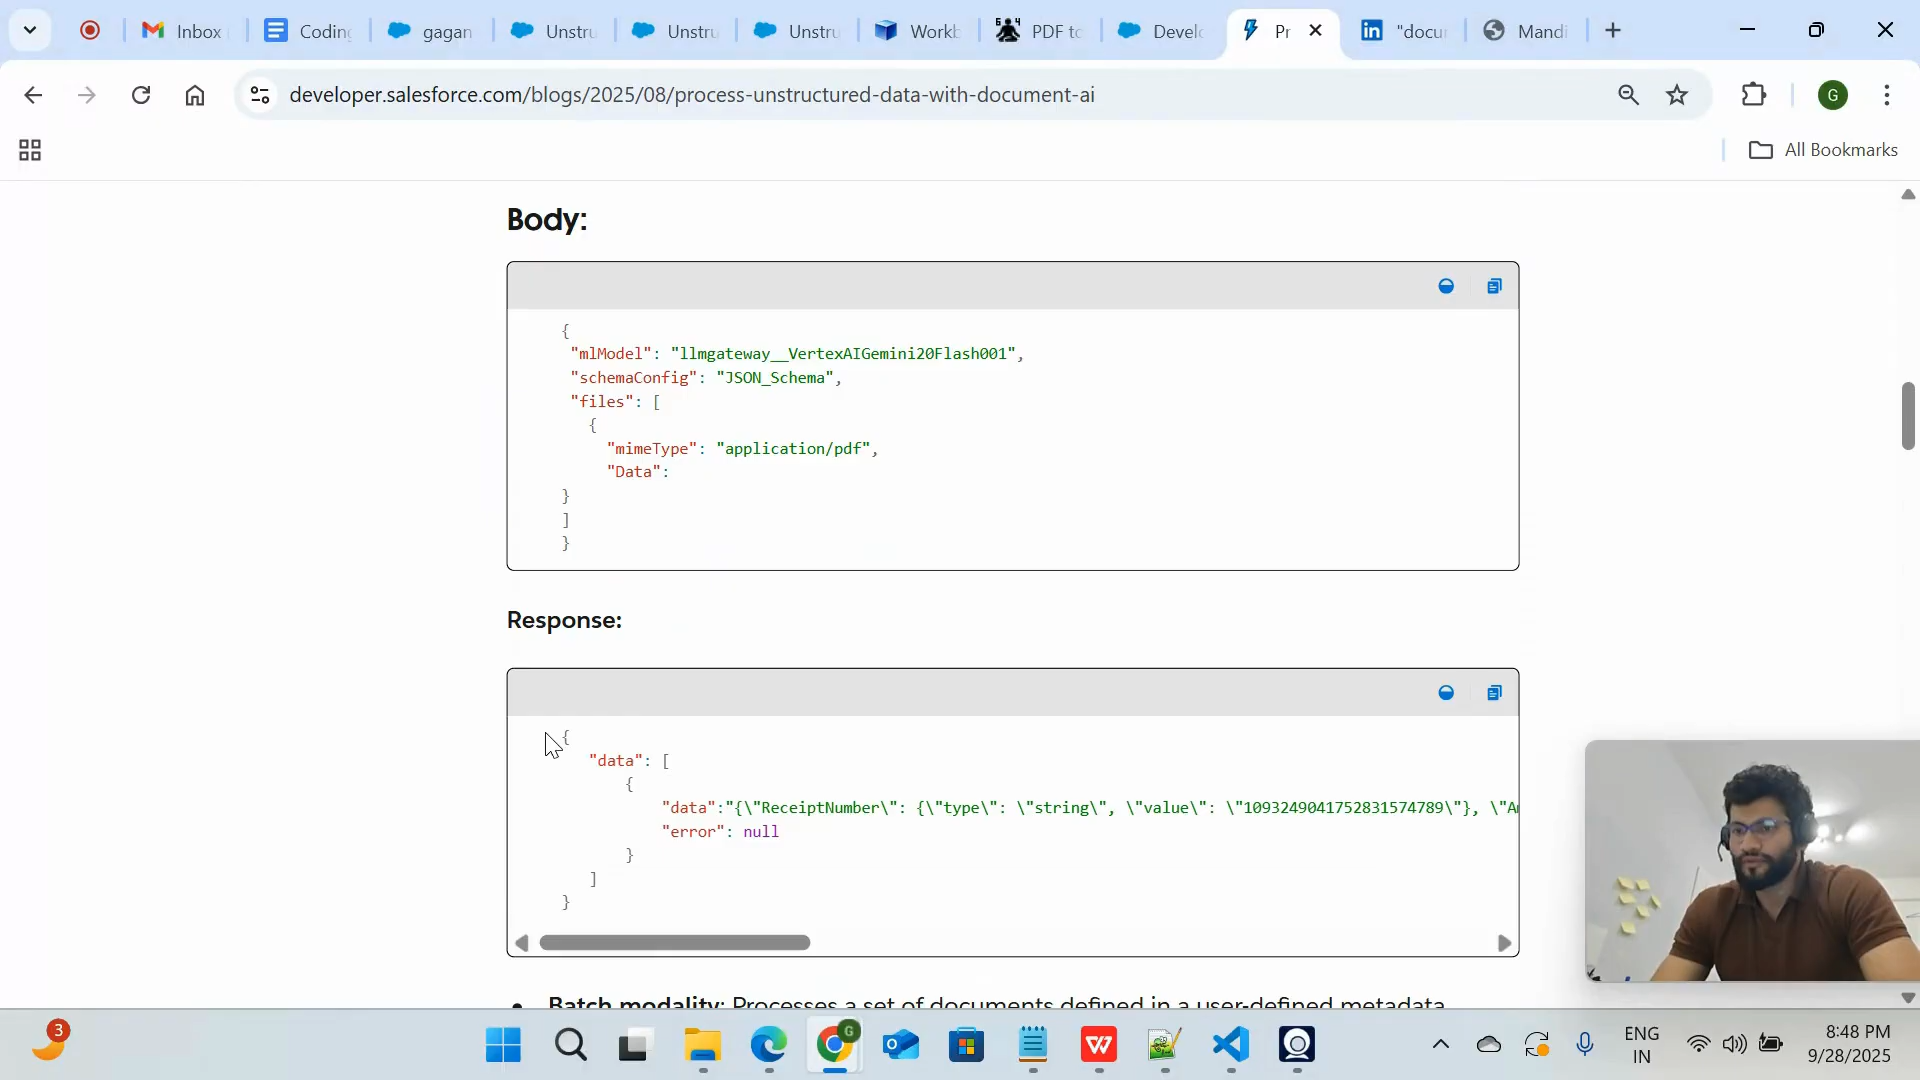 Inbox
Coding
gagan
Unstru
Unstru
Unstru
Workb
PDF to
Develo
Pr
"docu
Mandi
developer.salesforce.com/blogs/2025/08/process-unstructured-data-with-document-ai
G
All Bookmarks
Body:
{
"mlModel": "llmgateway__VertexAIGemini20Flash001",
"schemaConfig": "JSON_Schema",
"files": [
{
"mimeType": "application/pdf",
"Data":
}
]
}
Response:
{
"data": [
{
"data":"{\"ReceiptNumber\": {\"type\": \"string\", \"value\": \"1093249041752831574789\"}, \"A
"error": null
}
]
}
• Batch modality: Processes a set of documents defined in a user-defined metadata
3
G
ENG
IN
8:48 PM
9/28/2025